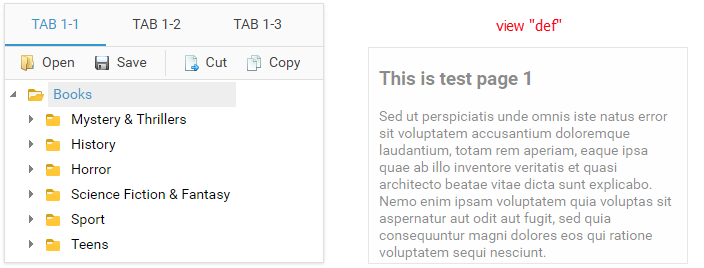 TAB 1-1 TAB 1-2 TAB 1-3
Open Save Cut Copy
Books
Mystery & Thrillers
History
Horror
Science Fiction & Fantasy
Sport
Teens
view "def"
This is test page 1
Sed ut perspiciatis unde omnis iste natus error
sit voluptatem accusantium doloremque
laudantium, totam rem aperiam, eaque ipsa
quae ab illo inventore veritatis et quasi
architecto beatae vitae dicta sunt explicabo.
Nemo enim ipsam voluptatem quia voluptas sit
aspernatur aut odit aut fugit, sed quia
consequuntur magni dolores eos qui ratione
voluptatem sequi nesciunt.